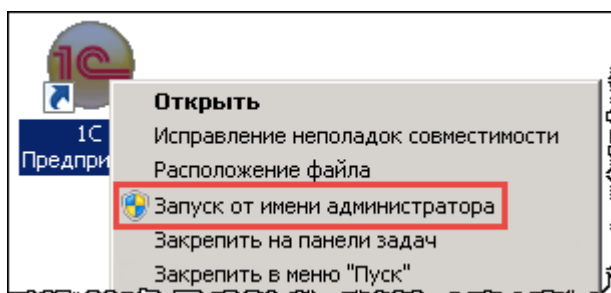 1С
Открыть
1С
Исправление неполадок совместимости
Предпри
Расположение файла
Запуск от имени администратора
Закрепить на панели задач
Закрепить в меню "Пуск"